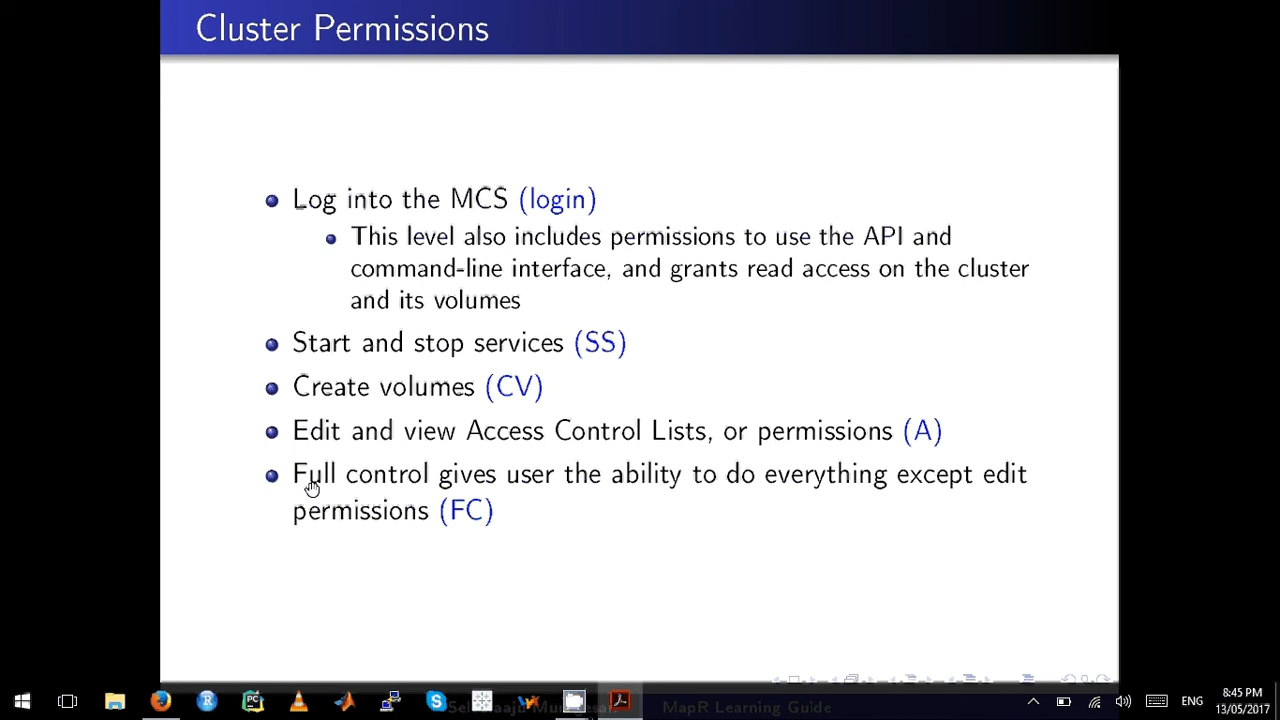 Cluster Permissions
Log into the MCS (login)
This level also includes permissions to use the API and
command-line interface, and grants read access on the cluster
and its volumes
Start and stop services (SS)
Create volumes (CV)
Edit and view Access Control Lists, or permissions (A)
Full control gives user the ability to do everything except edit
permissions (FC)
MapR Learning Guide
ENG
8:45 PM
13/05/2017